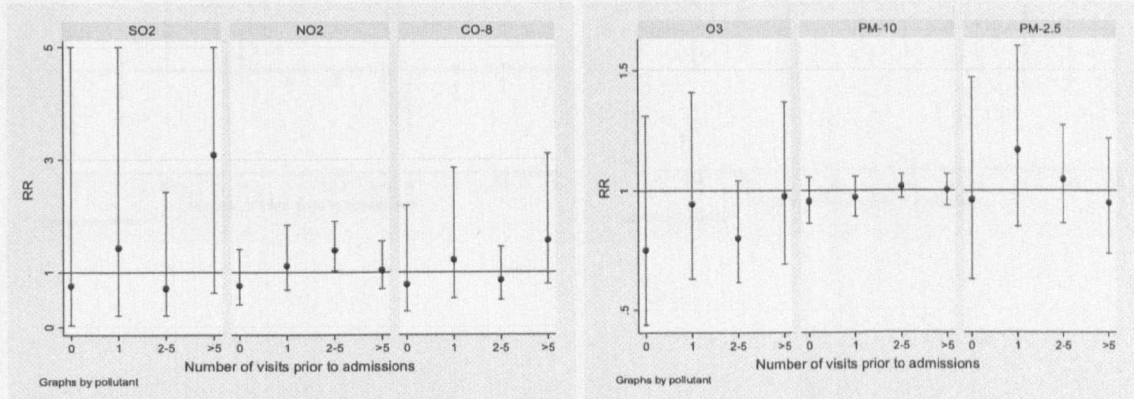 SO2 NO2 CO-8
5
3
1
0
RR
0 1 2-5 >5 0 1 2-5 >5 0 1 2-5 >5
Number of visits prior to admissions
Graphs by pollutant
O3 PM-10 PM-2.5
1.5
1
.5
RR
0 1 2-5 >5 0 1 2-5 >5 0 1 2-5 >5
Number of visits prior to admissions
Graphs by pollutant